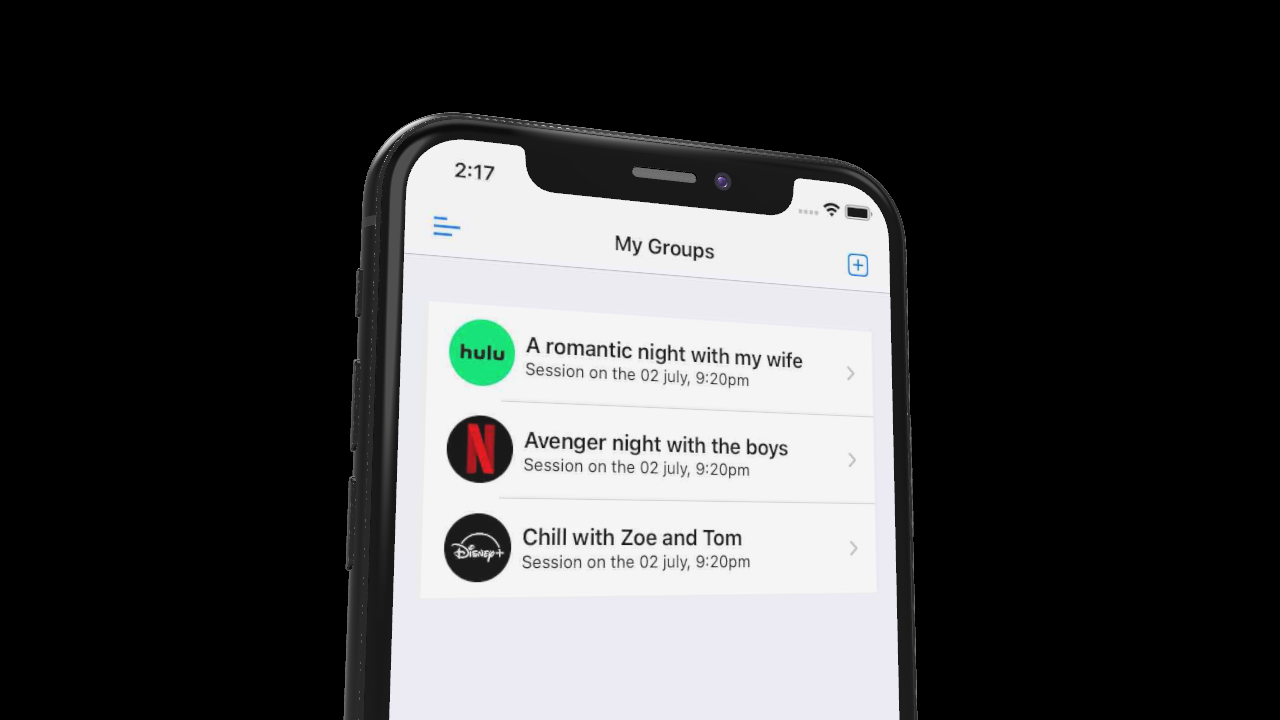 2:17
My Groups
hulu
A romantic night with my wife
Session on the 02 july, 9:20pm
N
Avenger night with the boys
Session on the 02 july, 9:20pm
Disney+
Chill with Zoe and Tom
Session on the 02 july, 9:20pm